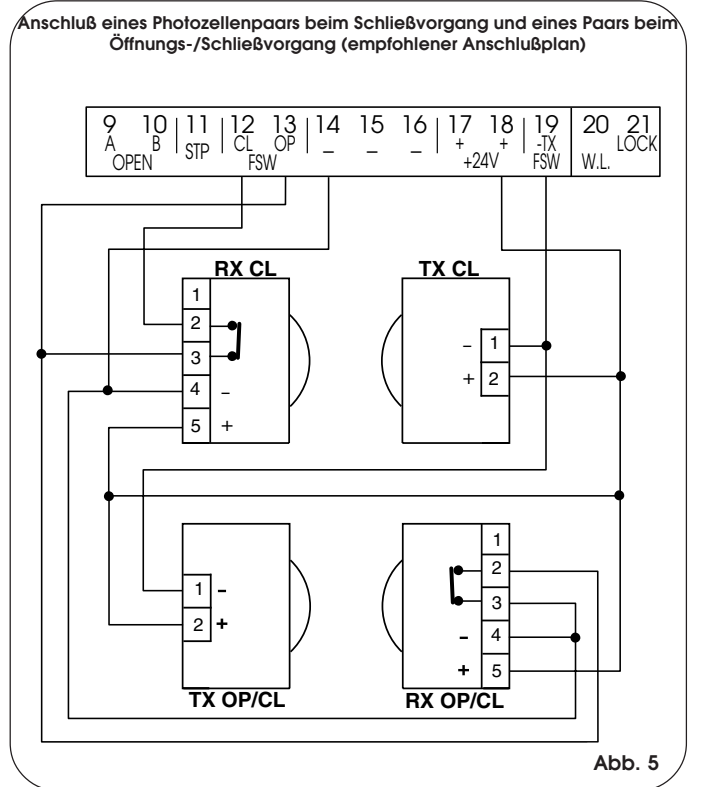 Anschluß eines Photozellenpaars beim Schließvorgang und eines Paars beim
Öffnungs-/Schließvorgang (empfohlener Anschlußplan)
9 10 11 12 13 14 15 16 17 18 19 20 21
A B STP CL OP _ _ _ + + -TX W.L. LOCK
OPEN FSW +24V FSW
RX CL
1
2
3
4 -
5 +
TX CL
- 1
+ 2
1 -
2 +
TX OP/CL
1
2
3
- 4
+ 5
RX OP/CL
Abb. 5